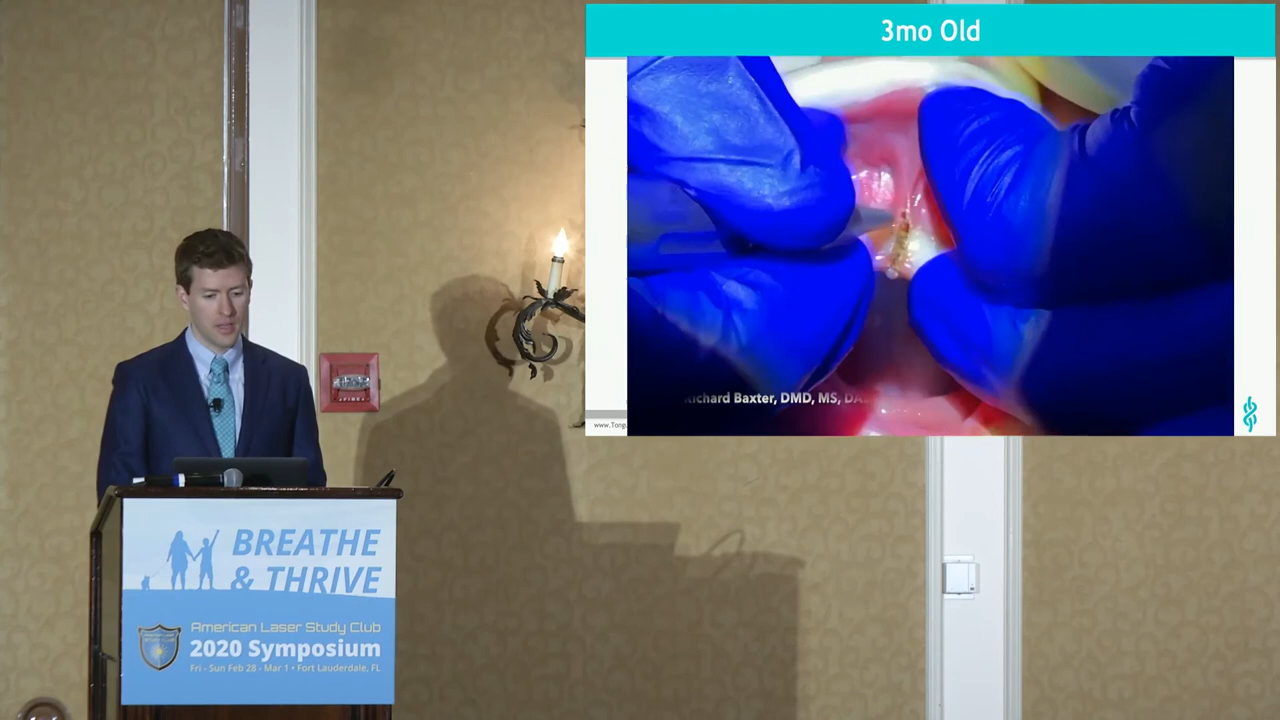 3mo Old
Richard Baxter, DMD, MS,
BREATHE
& THRIVE
American Laser Study Club
2020 Symposium
Fri - Sun Feb 28 - Mar 1 • Fort Lauderdale, FL